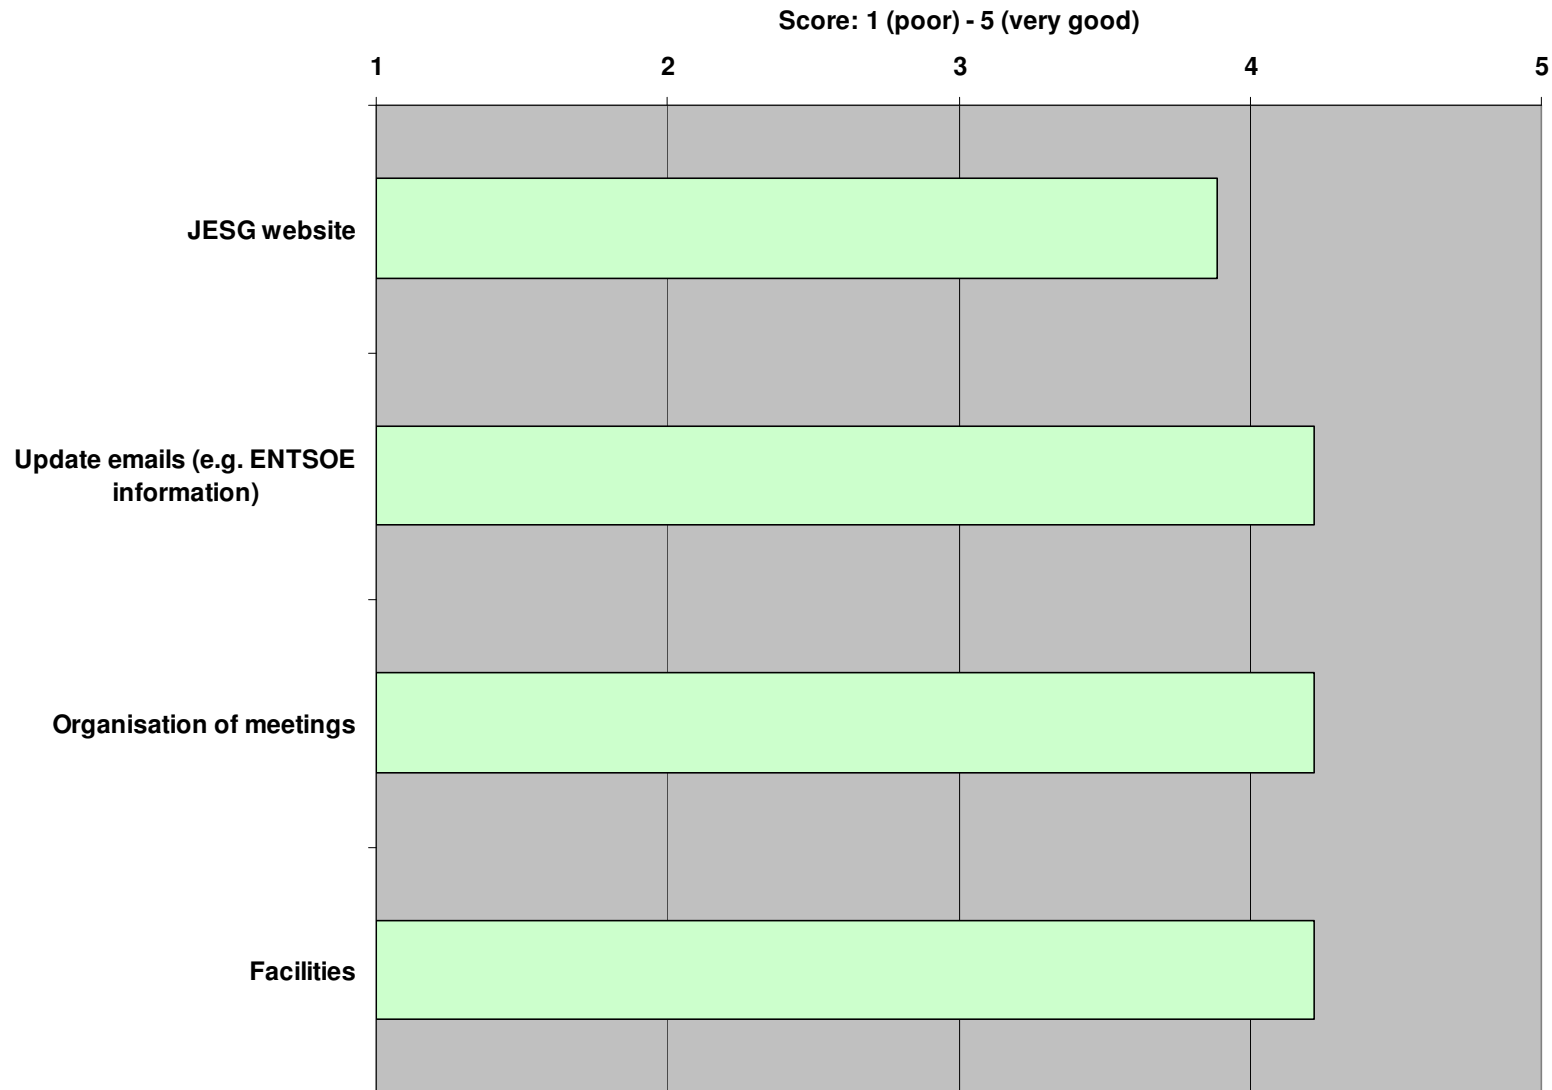 Score: 1 (poor) - 5 (very good)
1 2 3 4 5
JESG website
Update emails (e.g. ENTSOE
information)
Organisation of meetings
Facilities